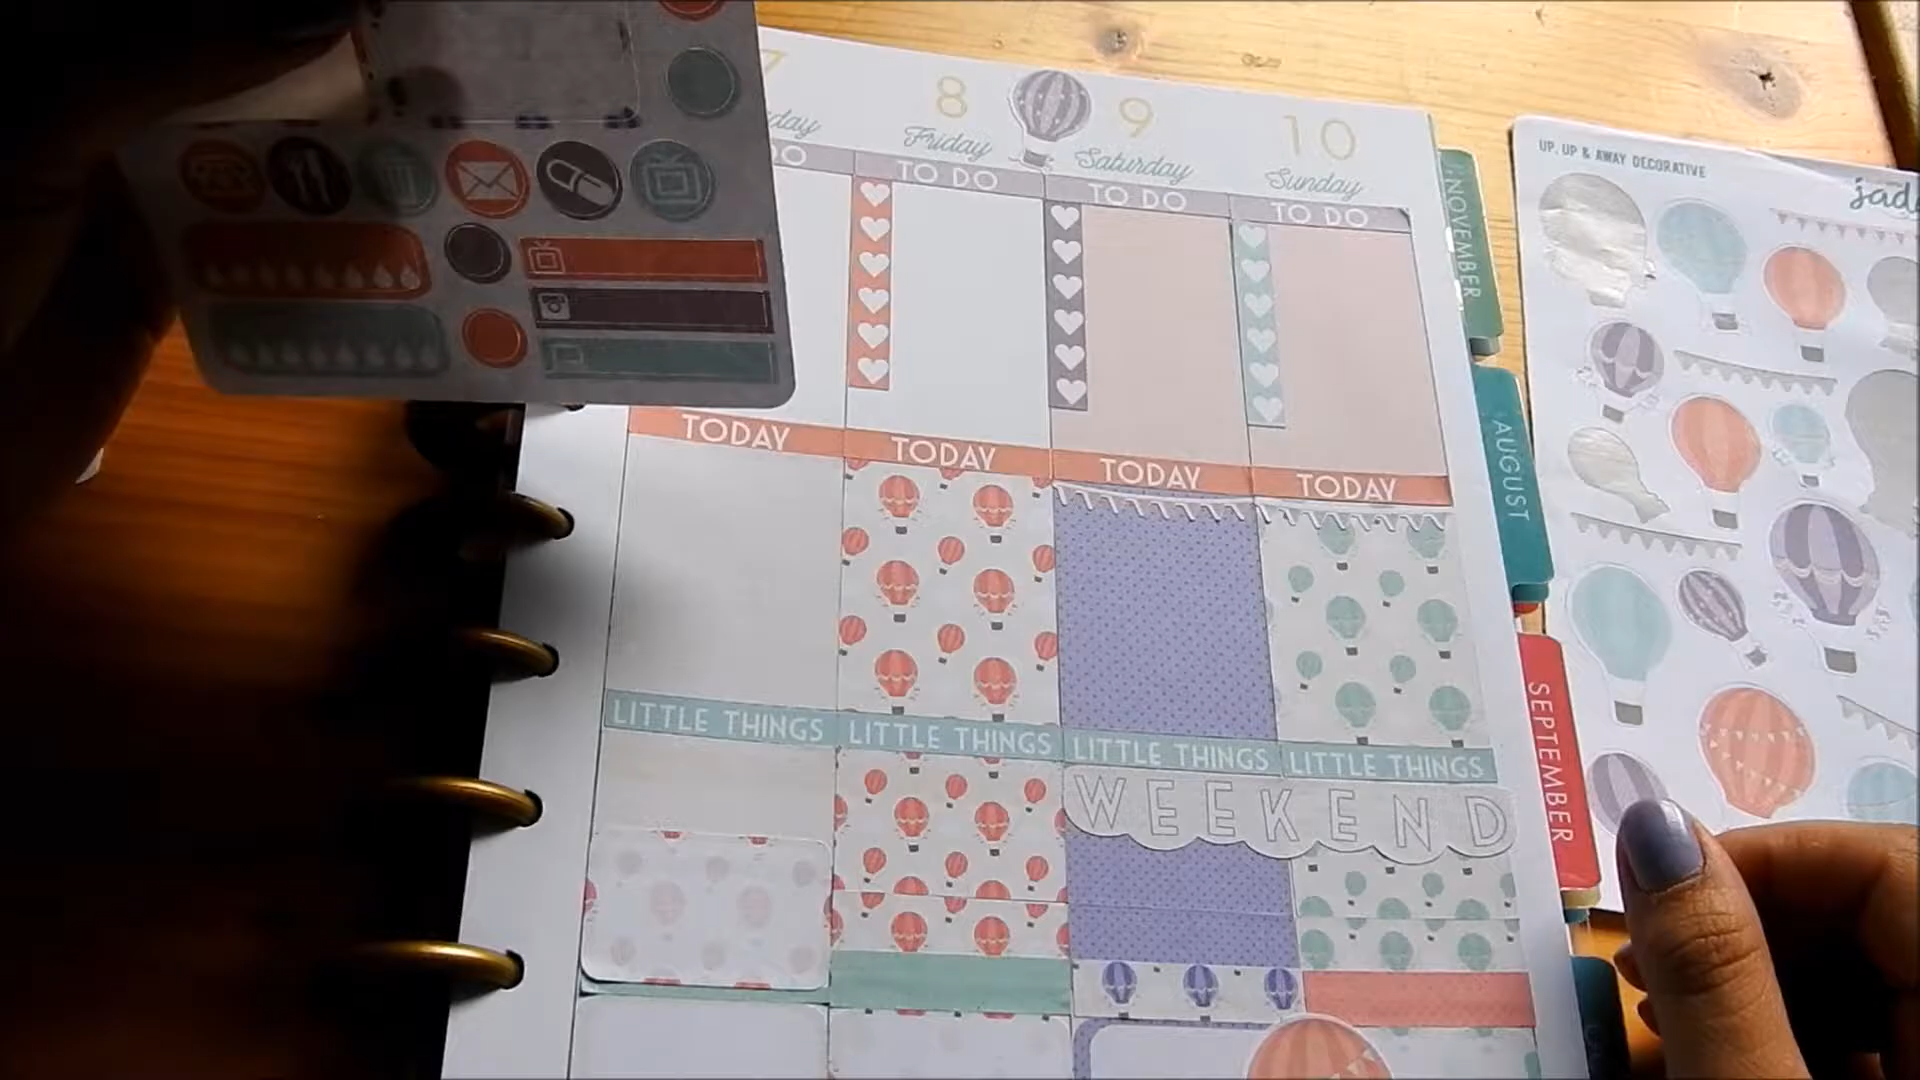 8
9
10
Friday
Saturday
Sunday
TO DO
TO DO
TO DO
TODAY
TODAY
TODAY
TODAY
LITTLE THINGS
LITTLE THINGS
LITTLE THINGS
LITTLE THINGS
WEEKEND
NOVEMBER
AUGUST
SEPTEMBER
UP, UP & AWAY DECORATIVE